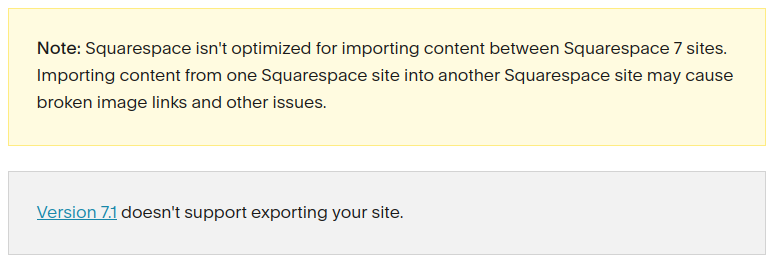 Note: Squarespace isn't optimized for importing content between Squarespace 7 sites.
Importing content from one Squarespace site into another Squarespace site may cause
broken image links and other issues.
Version 7.1 doesn't support exporting your site.